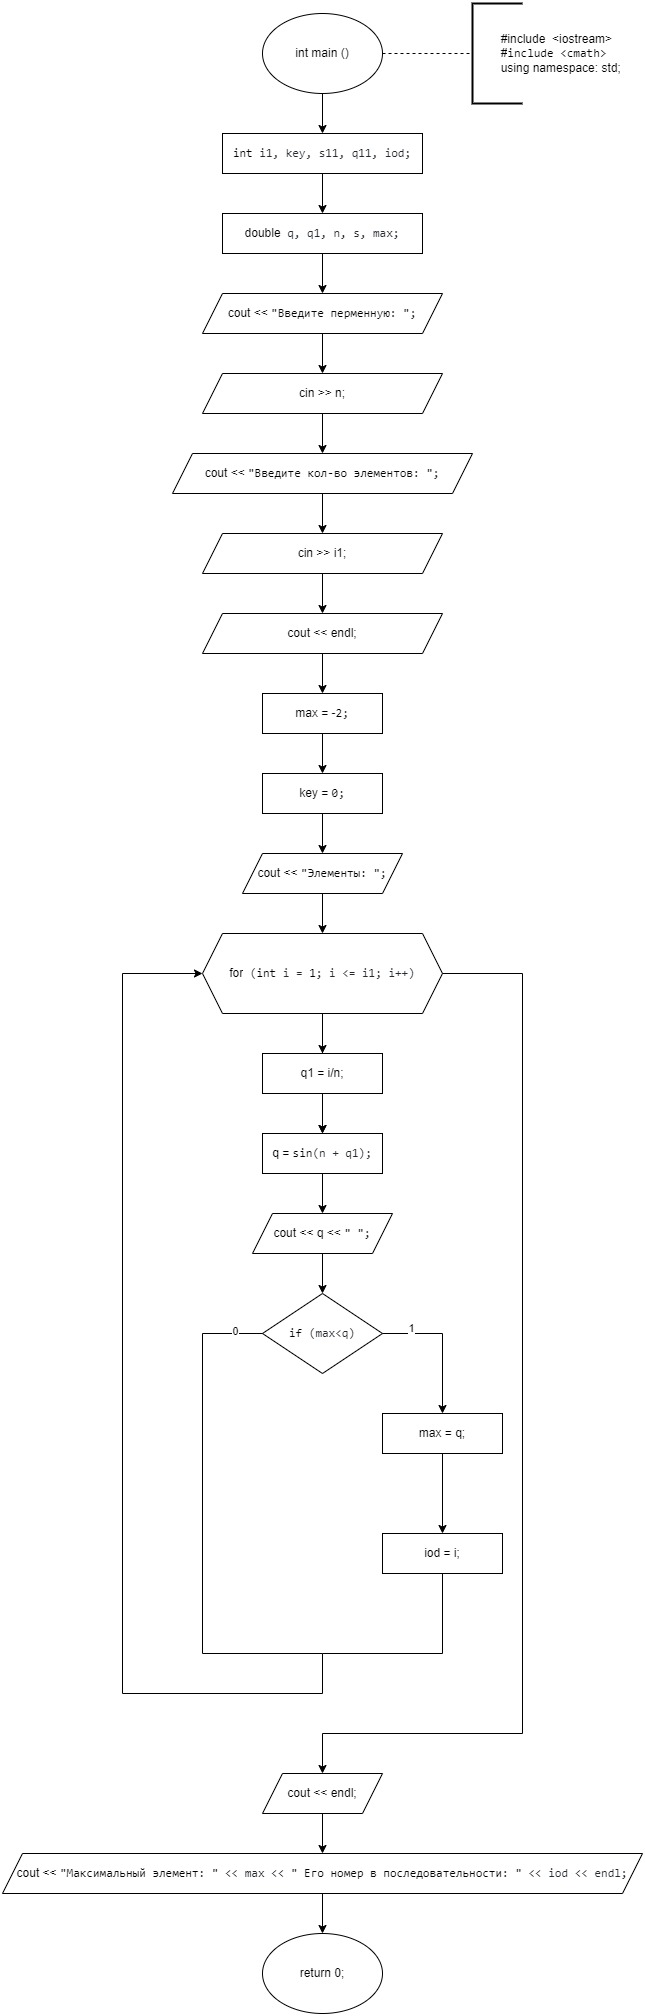 int main ()
#include  <iostream>
#include <cmath>
using namespace: std;
int i1, key, s11, q11, iod;
double q, q1, n, s, max;
cout << "Введите перменную: ";
cin >> n;
cout << "Введите кол-во элементов: ";
cin >> i1;
cout << endl;
max = -2;
key = 0;
cout << "Элементы: ";
for (int i = 1; i <= i1; i++)
q1 = i/n;
q = sin(n + q1);
cout << q << " ";
0
if (max<q)
1
max = q;
iod = i;
cout << endl;
cout << "Максимальный элемент: " << max << " Его номер в последовательности: " << iod << endl;
return 0;